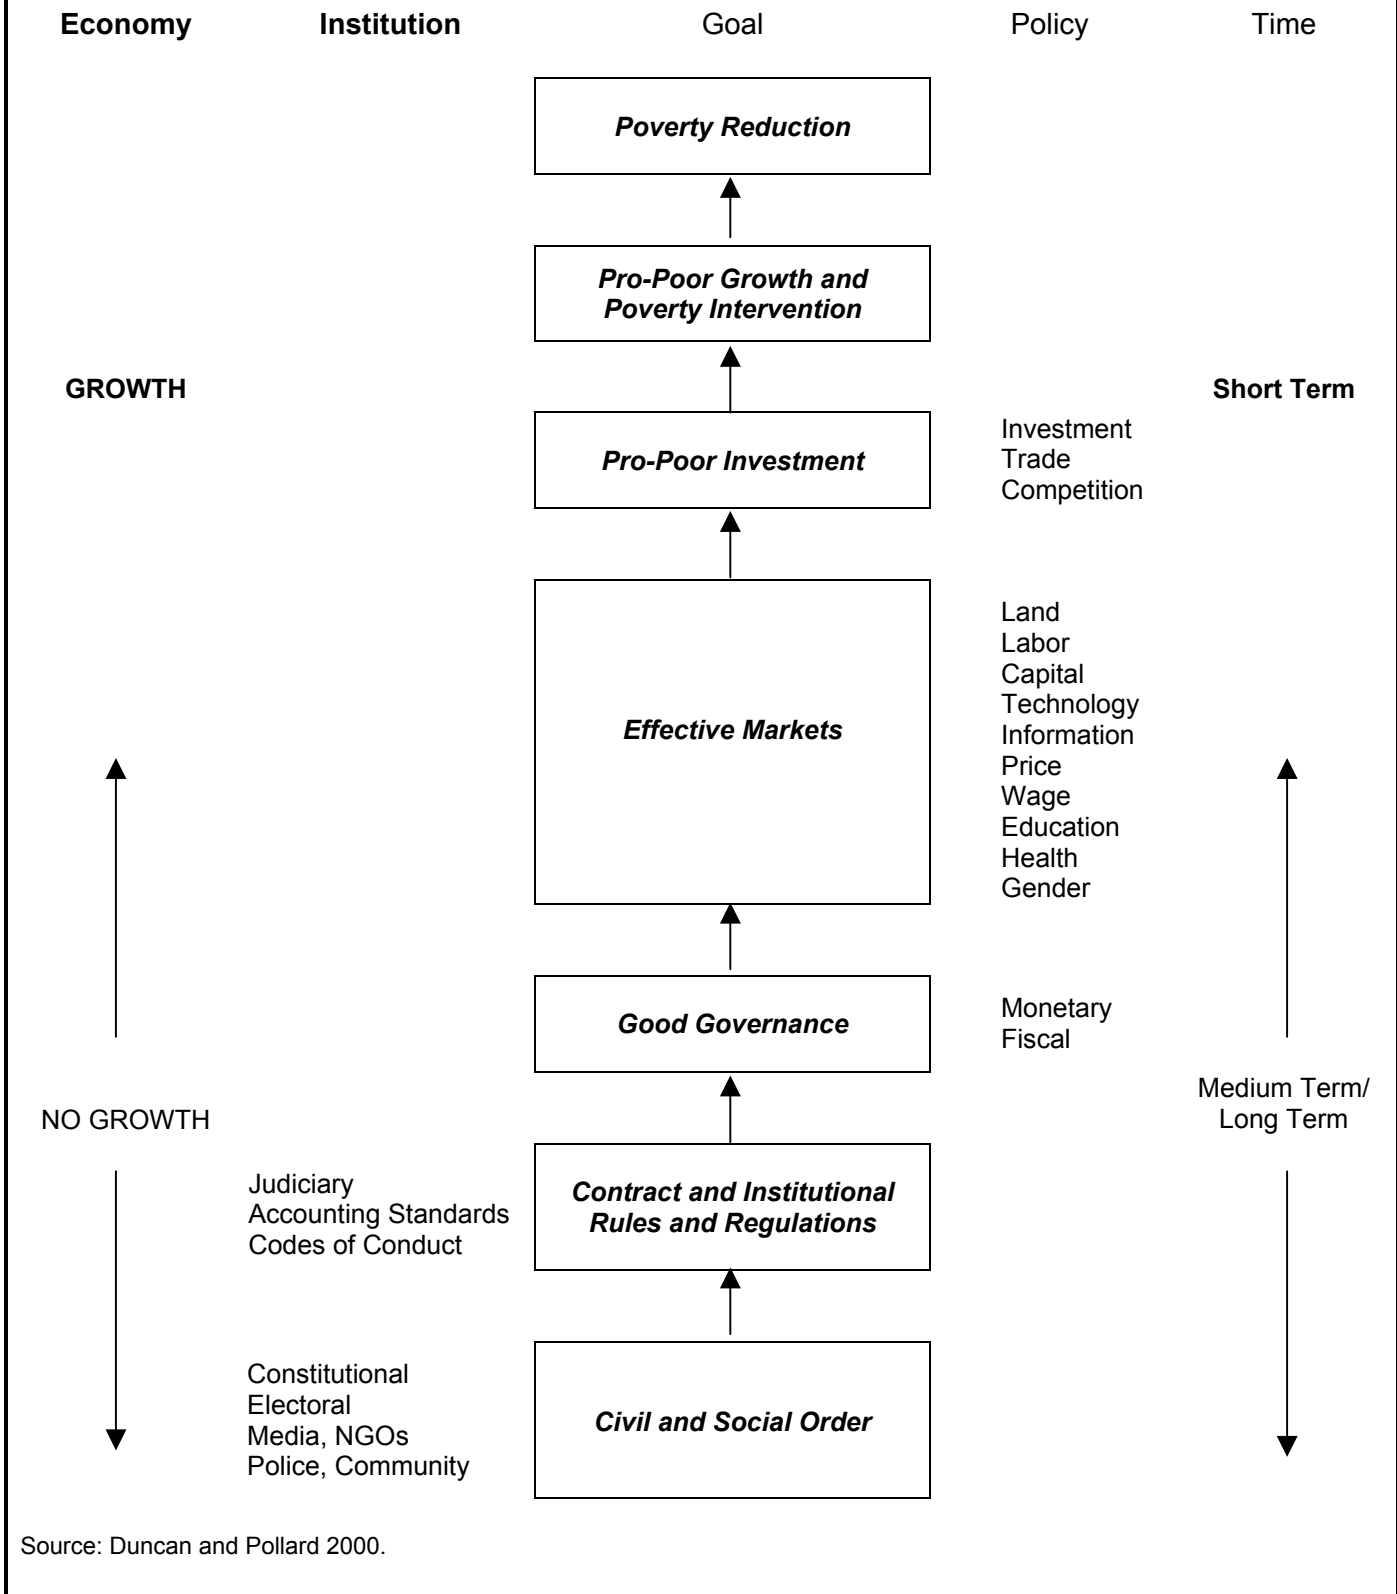 Economy Institution Goal Policy Time
Poverty Reduction
Pro-Poor Growth and
Poverty Intervention
GROWTH
Short Term
Pro-Poor Investment
Investment
Trade
Competition
Effective Markets
Land
Labor
Capital
Technology
Information
Price
Wage
Education
Health
Gender
Good Governance
Monetary
Fiscal
NO GROWTH
Medium Term/
Long Term
Judiciary
Accounting Standards
Codes of Conduct
Contract and Institutional
Rules and Regulations
Constitutional
Electoral
Media, NGOs
Police, Community
Civil and Social Order
Source: Duncan and Pollard 2000.